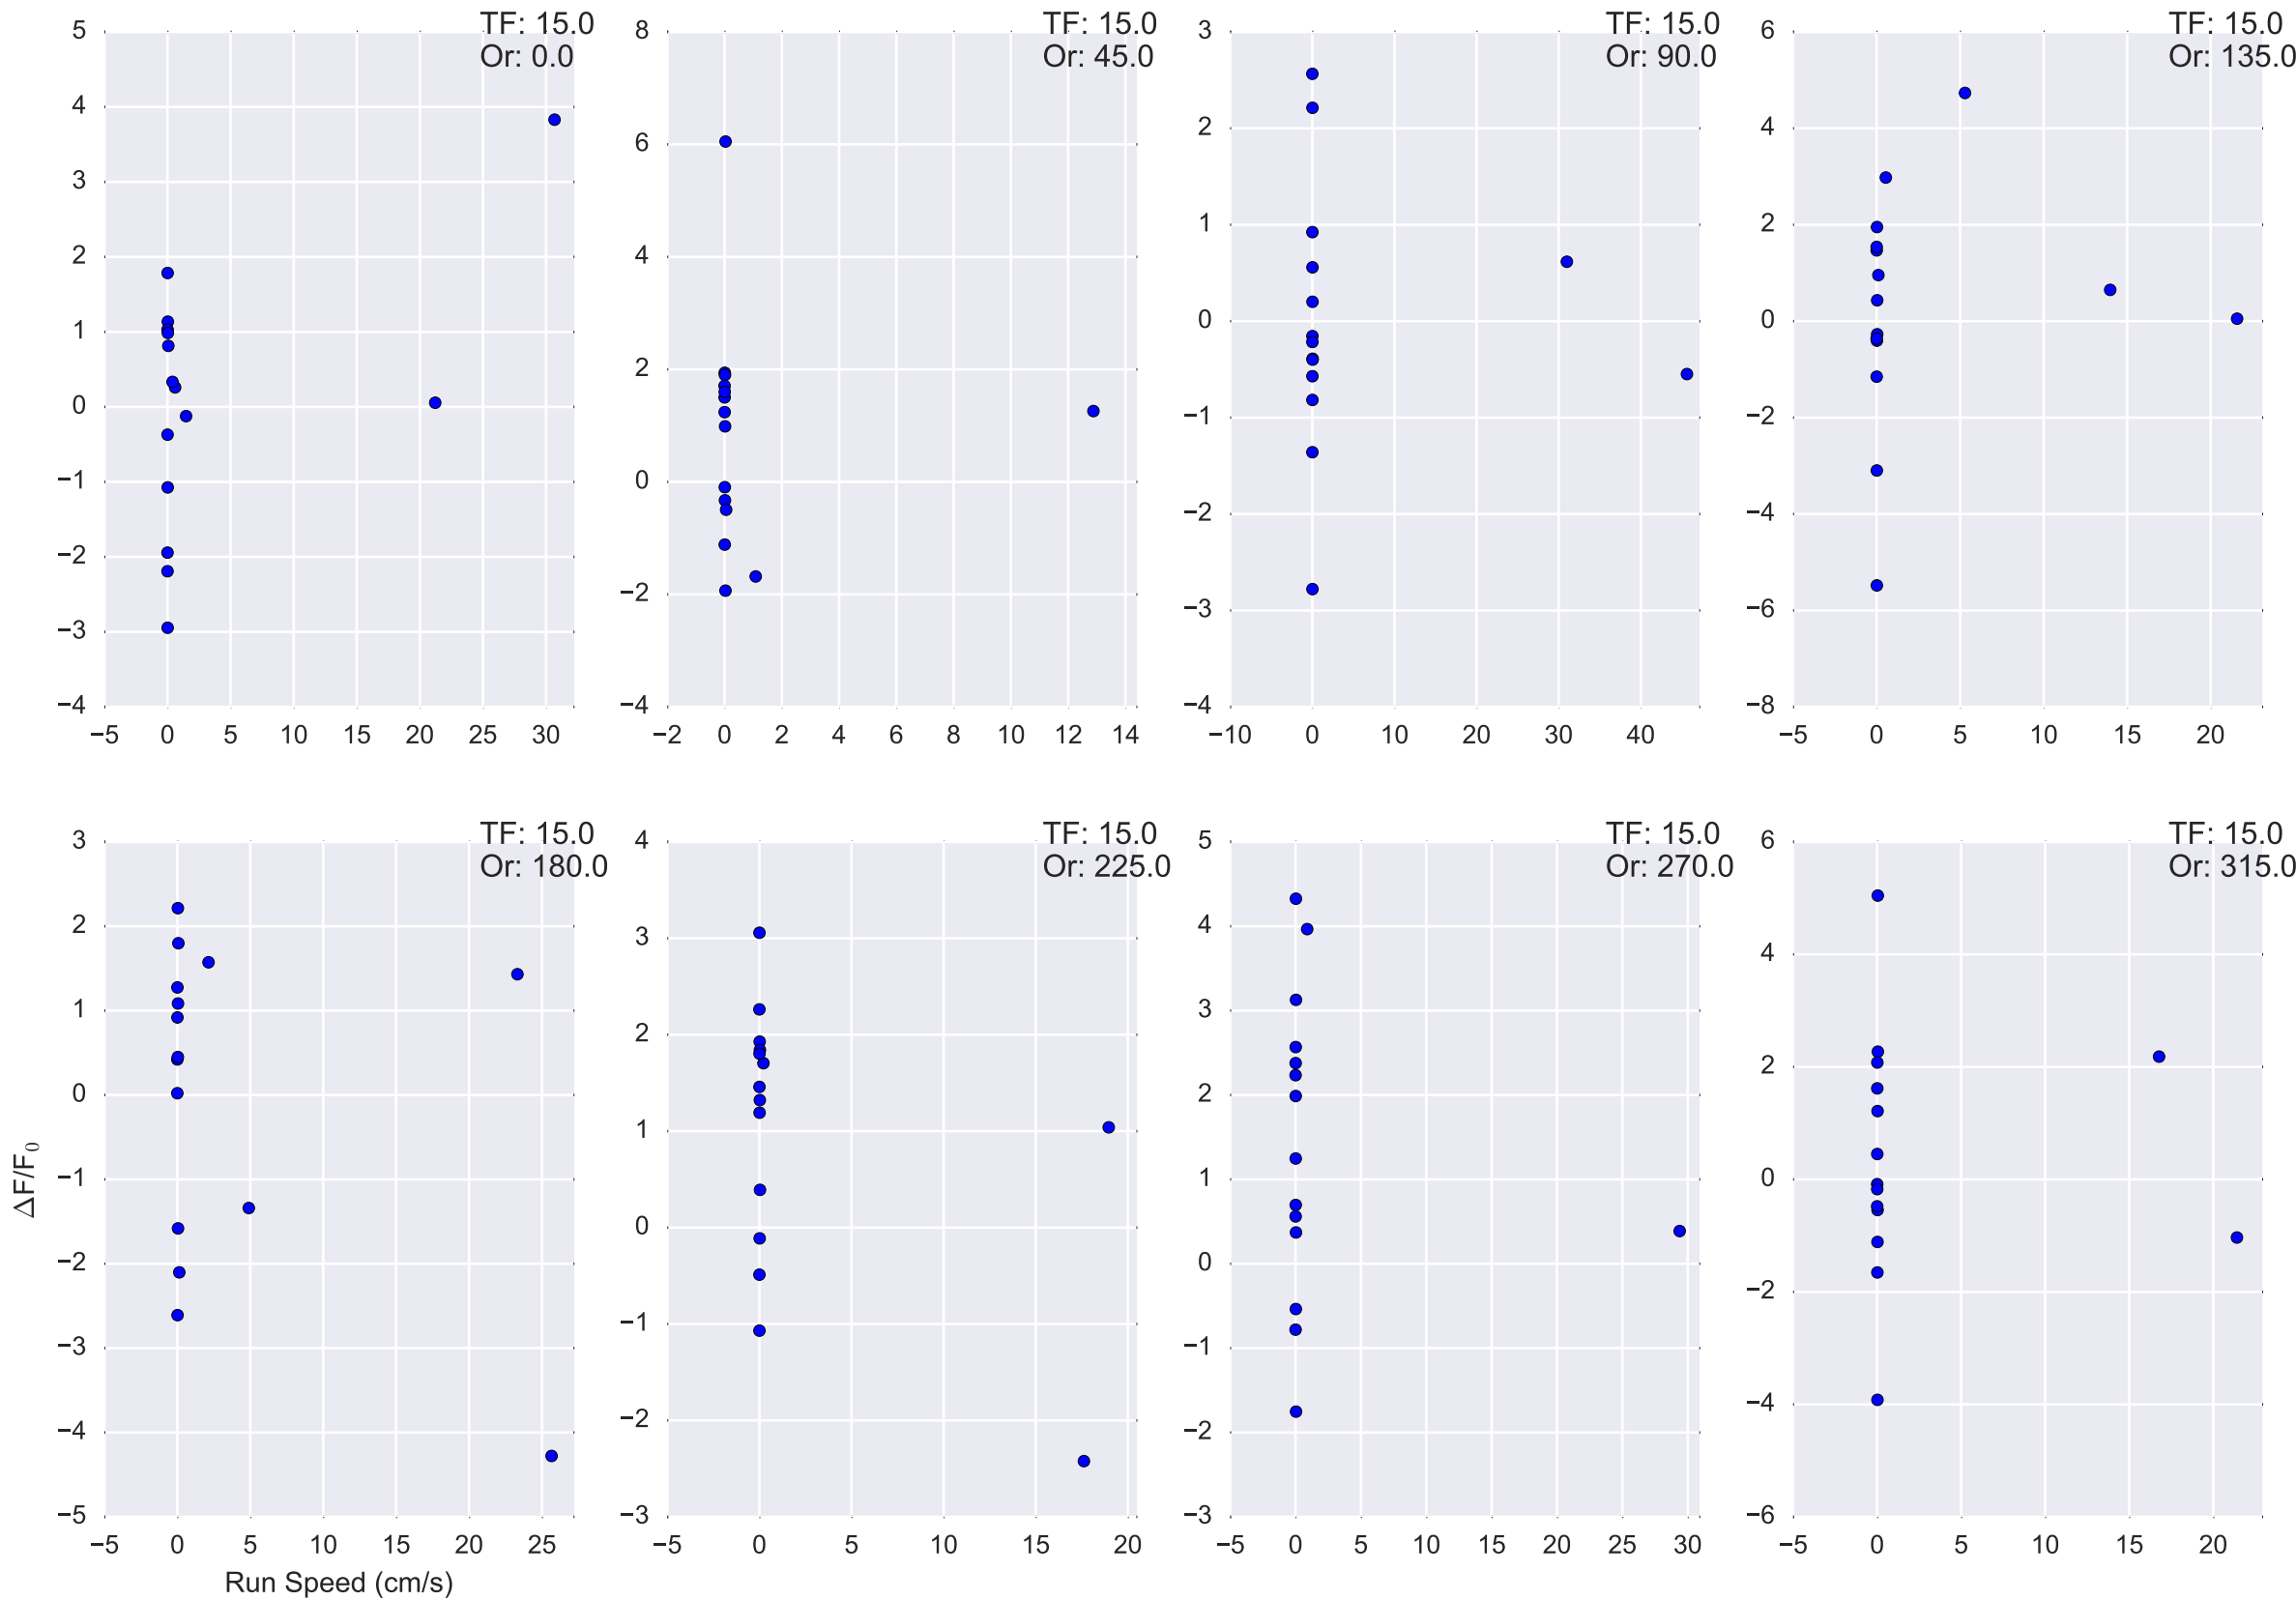 TF: 15.0
Or: 0.0
5
4
3
2
1
0
−1
−2
−3
−4
−5 0 5 10 15 20 25 30
TF: 15.0
Or: 45.0
8
6
4
2
0
−2
−4
−2 0 2 4 6 8 10 12 14
TF: 15.0
Or: 90.0
3
2
1
0
−1
−2
−3
−4
−10 0 10 20 30 40
TF: 15.0
Or: 135.0
6
4
2
0
−2
−4
−6
−8
−5 0 5 10 15 20
TF: 15.0
Or: 180.0
3
2
1
0
−1
−2
−3
−4
−5
−5 0 5 10 15 20 25
Run Speed (cm/s)
ΔF/F₀
TF: 15.0
Or: 225.0
4
3
2
1
0
−1
−2
−3
−5 0 5 10 15 20
TF: 15.0
Or: 270.0
5
4
3
2
1
0
−1
−2
−3
−5 0 5 10 15 20 25 30
TF: 15.0
Or: 315.0
6
4
2
0
−2
−4
−6
−5 0 5 10 15 20